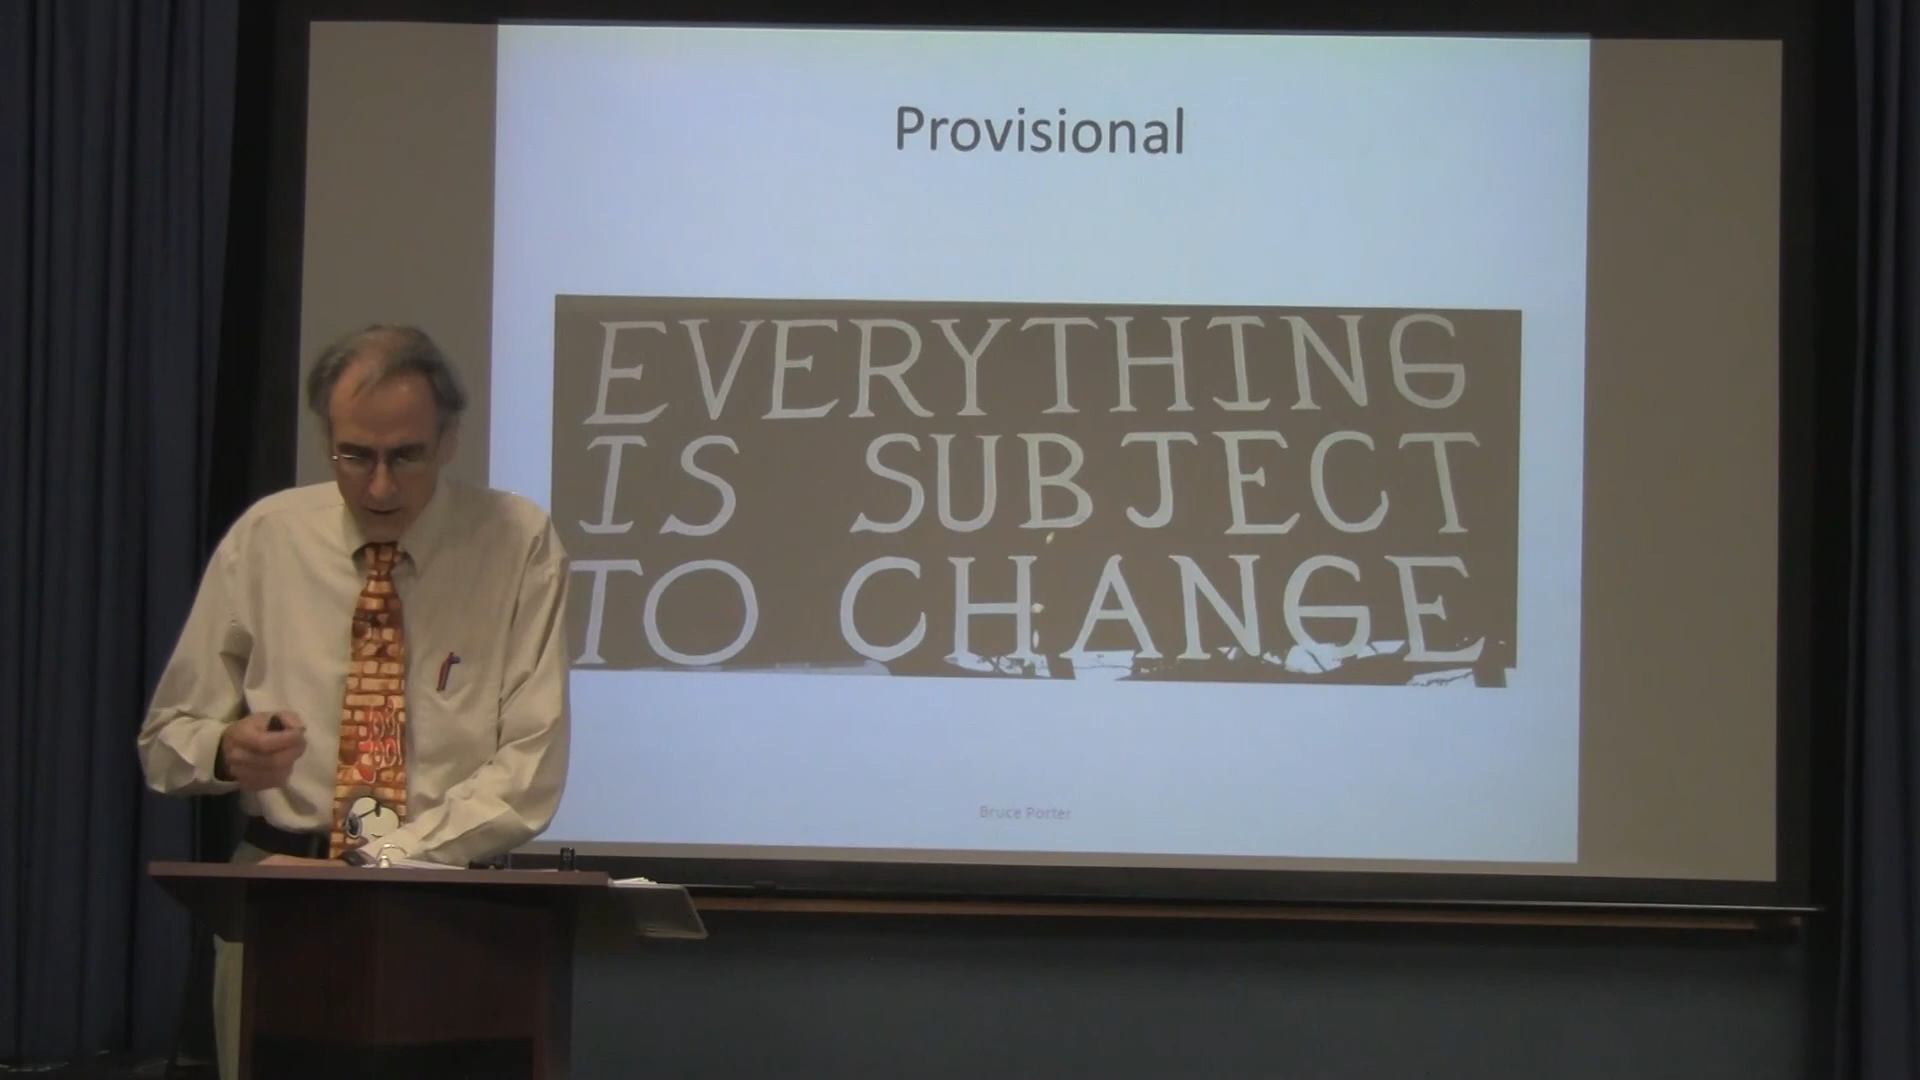 Provisional
EVERYTHING
IS SUBJECT
TO CHANGE
Bruce Porter